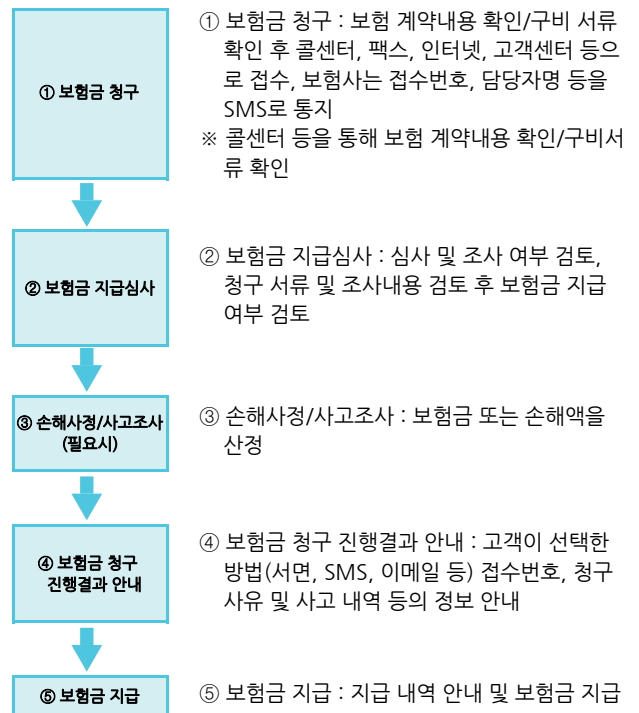 ① 보험금 청구
① 보험금 청구 : 보험 계약내용 확인/구비 서류
확인 후 콜센터, 팩스, 인터넷, 고객센터 등으
로 접수, 보험사는 접수번호, 담당자명 등을
SMS로 통지
※ 콜센터 등을 통해 보험 계약내용 확인/구비서
류 확인
② 보험금 지급심사
② 보험금 지급심사 : 심사 및 조사 여부 검토,
청구 서류 및 조사내용 검토 후 보험금 지급
여부 검토
③ 손해사정/사고조사
(필요시)
③ 손해사정/사고조사 : 보험금 또는 손해액을
산정
④ 보험금 청구
진행결과 안내
④ 보험금 청구 진행결과 안내 : 고객이 선택한
방법(서면, SMS, 이메일 등) 접수번호, 청구
사유 및 사고 내역 등의 정보 안내
⑤ 보험금 지급
⑤ 보험금 지급 : 지급 내역 안내 및 보험금 지급